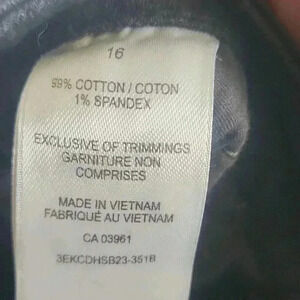 16
99% COTTON / COTON
1% SPANDEX
EXCLUSIVE OF TRIMMINGS
GARNITURE NON
COMPRISES
MADE IN VIETNAM
FABRIQUÉ AU VIETNAM
CA 03961
3EKCDHSB23-351B